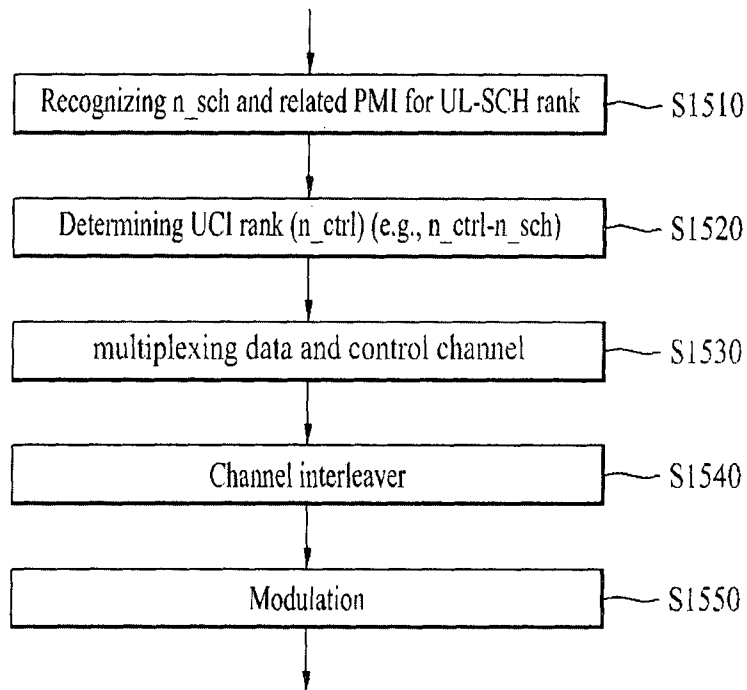 Recognizing n_sch and related PMI for UL-SCH rank S1510
Determining UCI rank (n_ctrl) (e.g., n_ctrl-n_sch) S1520
multiplexing data and control channel S1530
Channel interleaver S1540
Modulation S1550